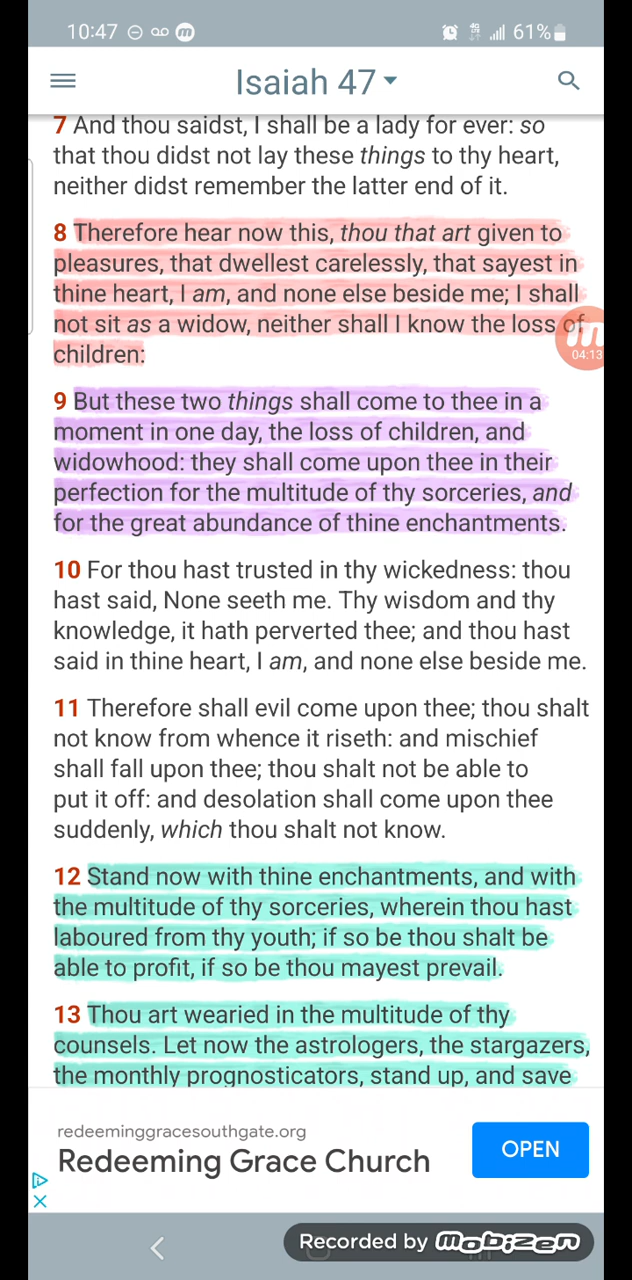 10:47
4G
61%
Isaiah 47
7 And thou saidst, I shall be a lady for ever: so
that thou didst not lay these things to thy heart,
neither didst remember the latter end of it.
8 Therefore hear now this, thou that art given to
pleasures, that dwellest carelessly, that sayest in
thine heart, I am, and none else beside me; I shall
not sit as a widow, neither shall I know the loss of
children:
m
04:13
9 But these two things shall come to thee in a
moment in one day, the loss of children, and
widowhood: they shall come upon thee in their
perfection for the multitude of thy sorceries, and
for the great abundance of thine enchantments.
10 For thou hast trusted in thy wickedness: thou
hast said, None seeth me. Thy wisdom and thy
knowledge, it hath perverted thee; and thou hast
said in thine heart, I am, and none else beside me.
11 Therefore shall evil come upon thee; thou shalt
not know from whence it riseth: and mischief
shall fall upon thee; thou shalt not be able to
put it off: and desolation shall come upon thee
suddenly, which thou shalt not know.
12 Stand now with thine enchantments, and with
the multitude of thy sorceries, wherein thou hast
laboured from thy youth; if so be thou shalt be
able to profit, if so be thou mayest prevail.
13 Thou art wearied in the multitude of thy
counsels. Let now the astrologers, the stargazers,
the monthly prognosticators, stand up, and save
redeeminggracesouthgate.org
Redeeming Grace Church
OPEN
Recorded by mobizen